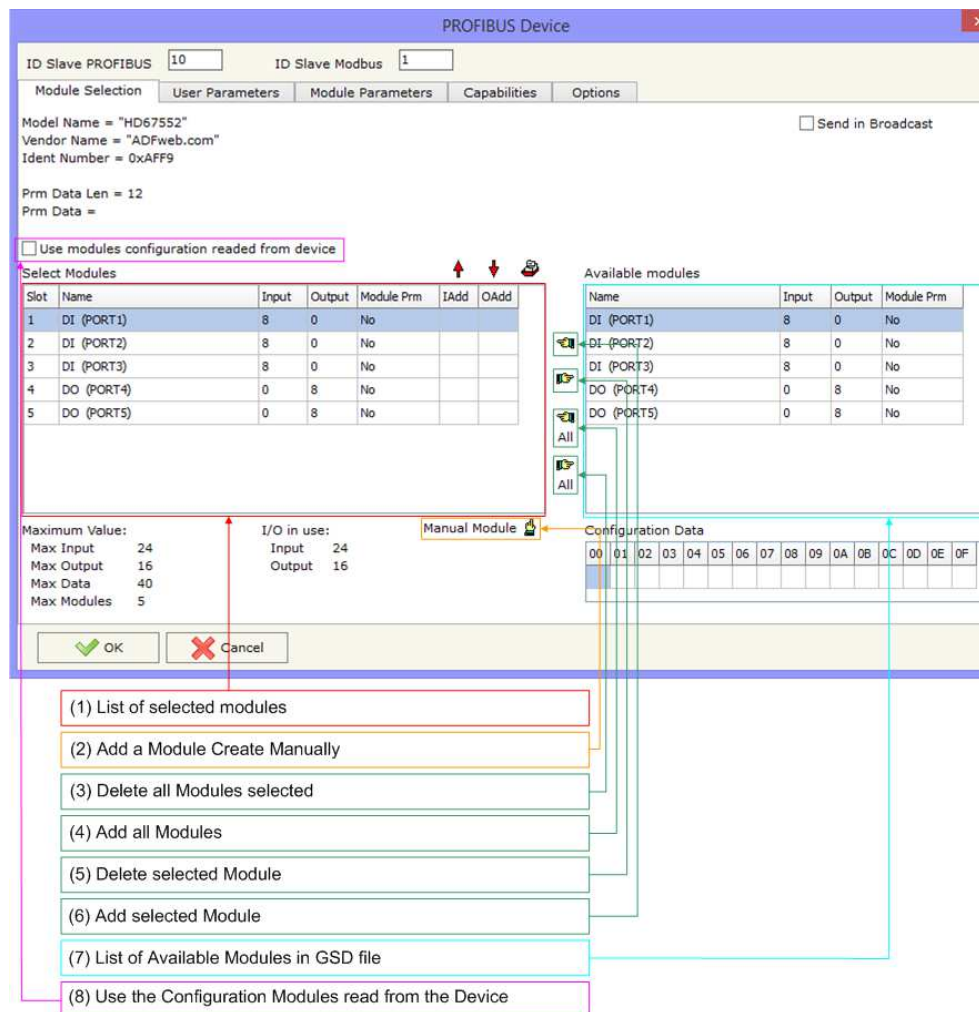 PROFIBUS Device
ID Slave PROFIBUS 10 ID Slave Modbus 1
Module Selection User Parameters Module Parameters Capabilities Options
Model Name = "HD67552" Send in Broadcast
Vendor Name = "ADFweb.com"
Ident Number = 0xAFF9
Prm Data Len = 12
Prm Data =
Use modules configuration readed from device
Select Modules
Slot Name Input Output Module Prm IAdd OAdd
1 DI (PORT1) 8 0 No
2 DI (PORT2) 8 0 No
3 DI (PORT3) 8 0 No
4 DO (PORT4) 0 8 No
5 DO (PORT5) 0 8 No
All
All
Available modules
Name Input Output Module Prm
DI (PORT1) 8 0 No
DI (PORT2) 8 0 No
DI (PORT3) 8 0 No
DO (PORT4) 0 8 No
DO (PORT5) 0 8 No
Maximum Value:
Max Input 24
Max Output 16
Max Data 40
Max Modules 5
I/O in use:
Input 24
Output 16
Manual Module
Configuration Data
00 01 02 03 04 05 06 07 08 09 0A 0B 0C 0D 0E 0F
OK Cancel
(1) List of selected modules
(2) Add a Module Create Manually
(3) Delete all Modules selected
(4) Add all Modules
(5) Delete selected Module
(6) Add selected Module
(7) List of Available Modules in GSD file
(8) Use the Configuration Modules read from the Device